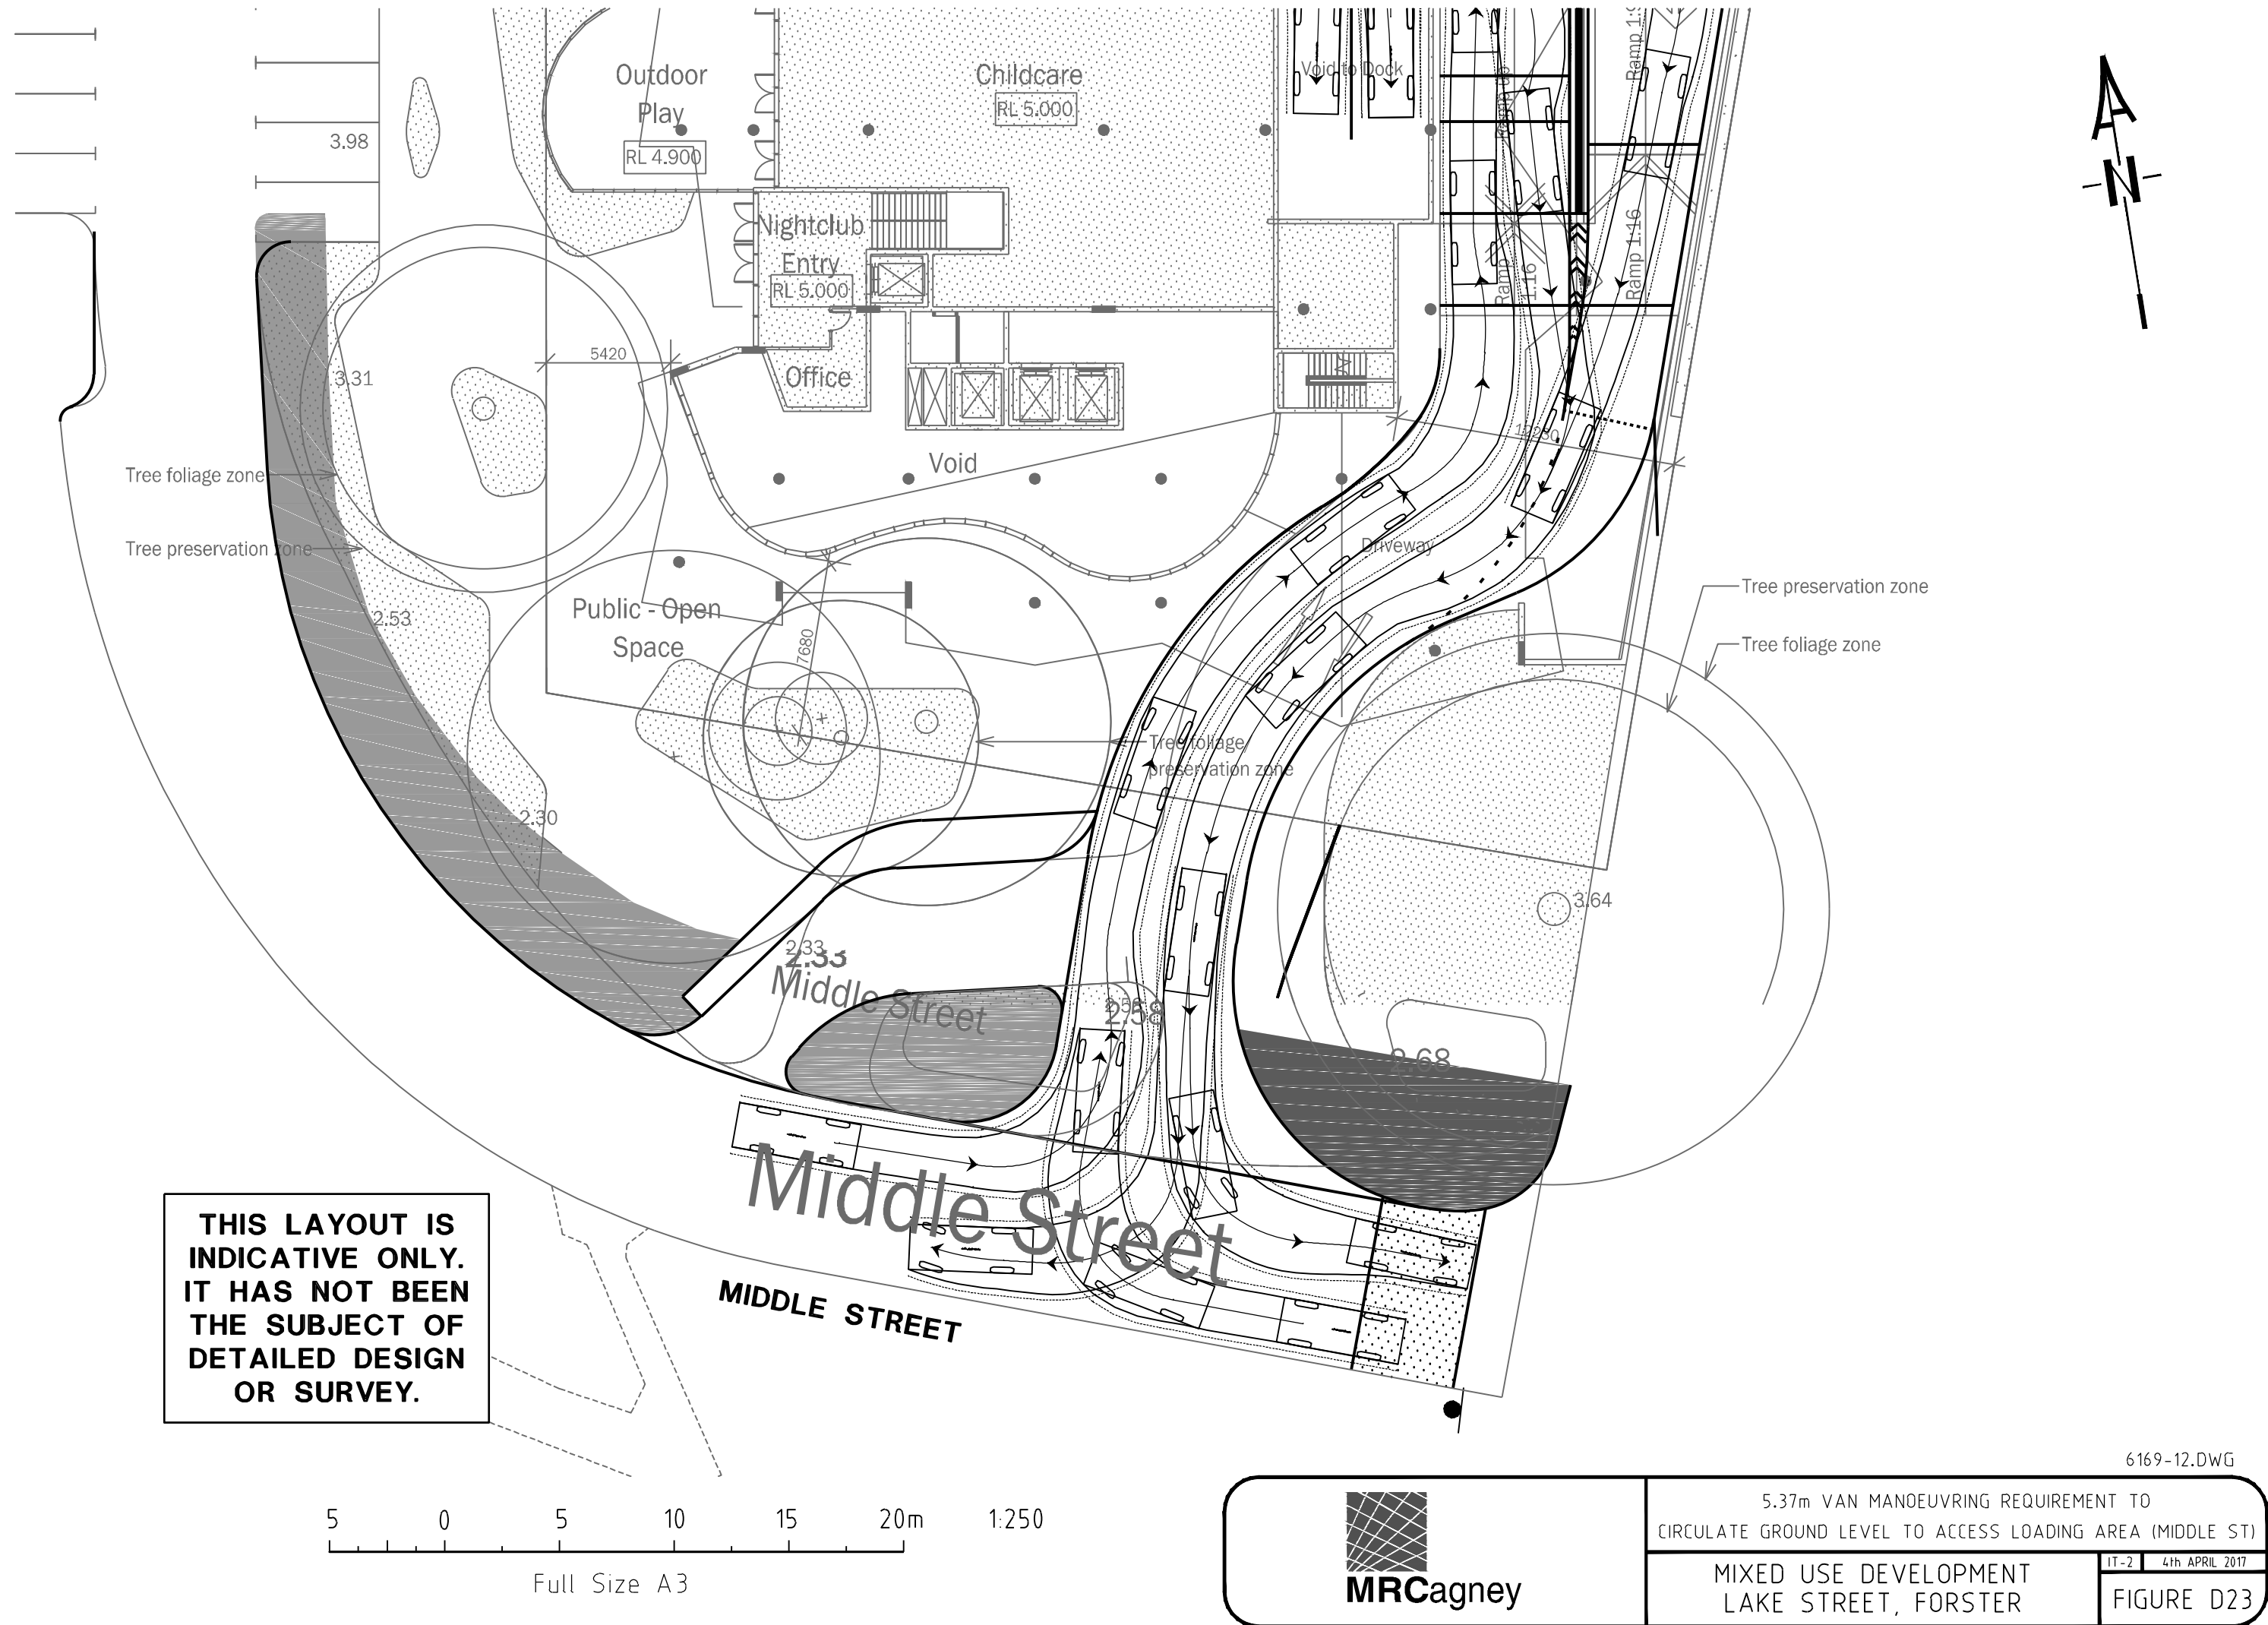 Outdoor
Play
RL 4.900
Childcare
RL 5.000
Void to Dock
3.98
Nightclub
Entry
RL 5.000
Office
5420
3.31
Void
Ramp 1:16
Ramp
1:16
Tree foliage zone
Tree preservation zone
2.53
Driveway
Public - Open
Space
7680
Tree preservation zone
Tree foliage zone
Tree foliage/
preservation zone
2.30
3.64
2.33
2.33
Middle Street
2.58
2.68
Middle Street
MIDDLE STREET
N
THIS LAYOUT IS
INDICATIVE ONLY.
IT HAS NOT BEEN
THE SUBJECT OF
DETAILED DESIGN
OR SURVEY.
5 0 5 10 15 20m 1:250
Full Size A3
6169-12.DWG
MRCagney
5.37m VAN MANOEUVRING REQUIREMENT TO
CIRCULATE GROUND LEVEL TO ACCESS LOADING AREA (MIDDLE ST)
MIXED USE DEVELOPMENT
LAKE STREET, FORSTER
IT-2 4th APRIL 2017
FIGURE D23